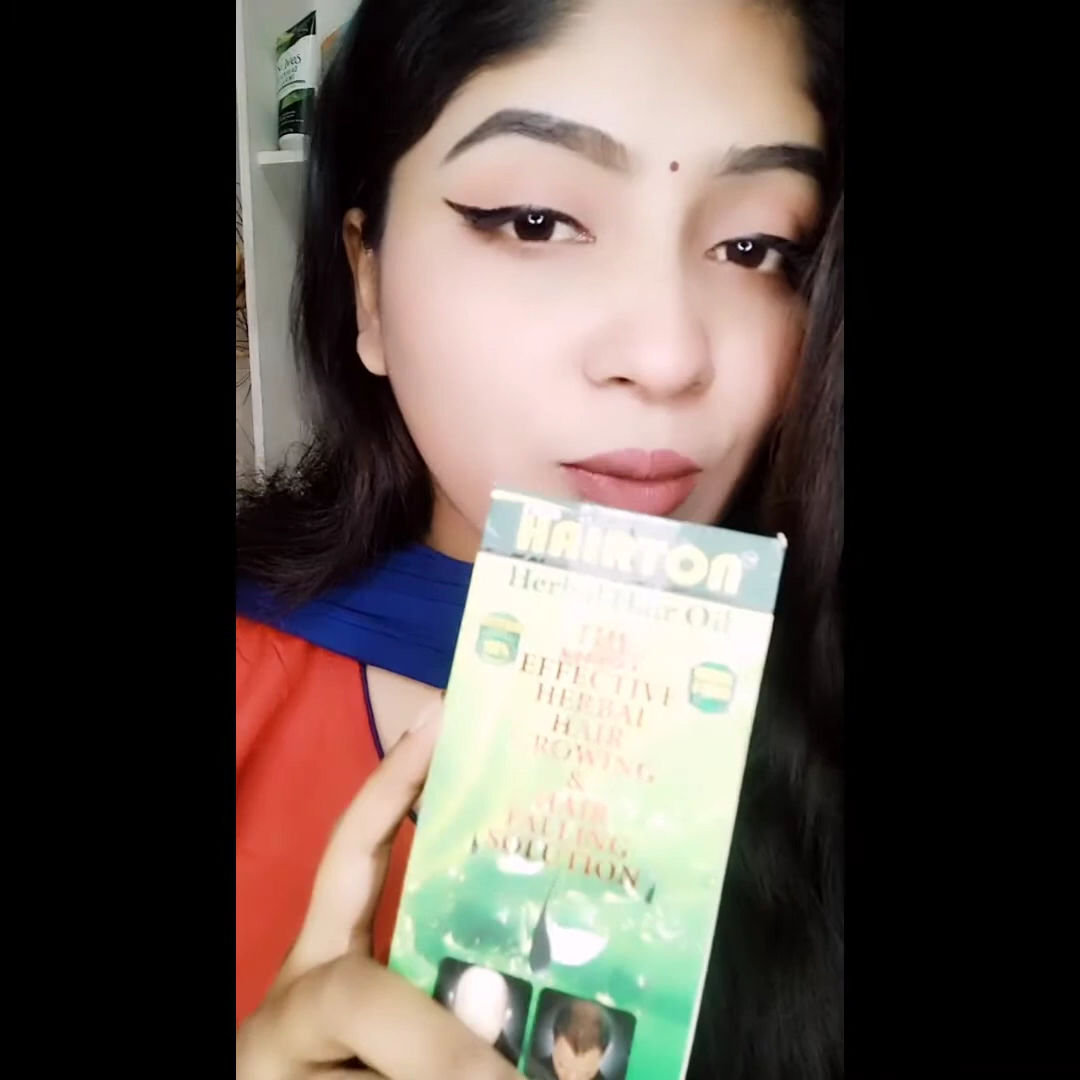 HAIRTON
Herbal Hair Oil
THE
MOST
EFFECTIVE
HERBAL
HAIR
GROWING
&
HAIR
FALLING
SOLUTION